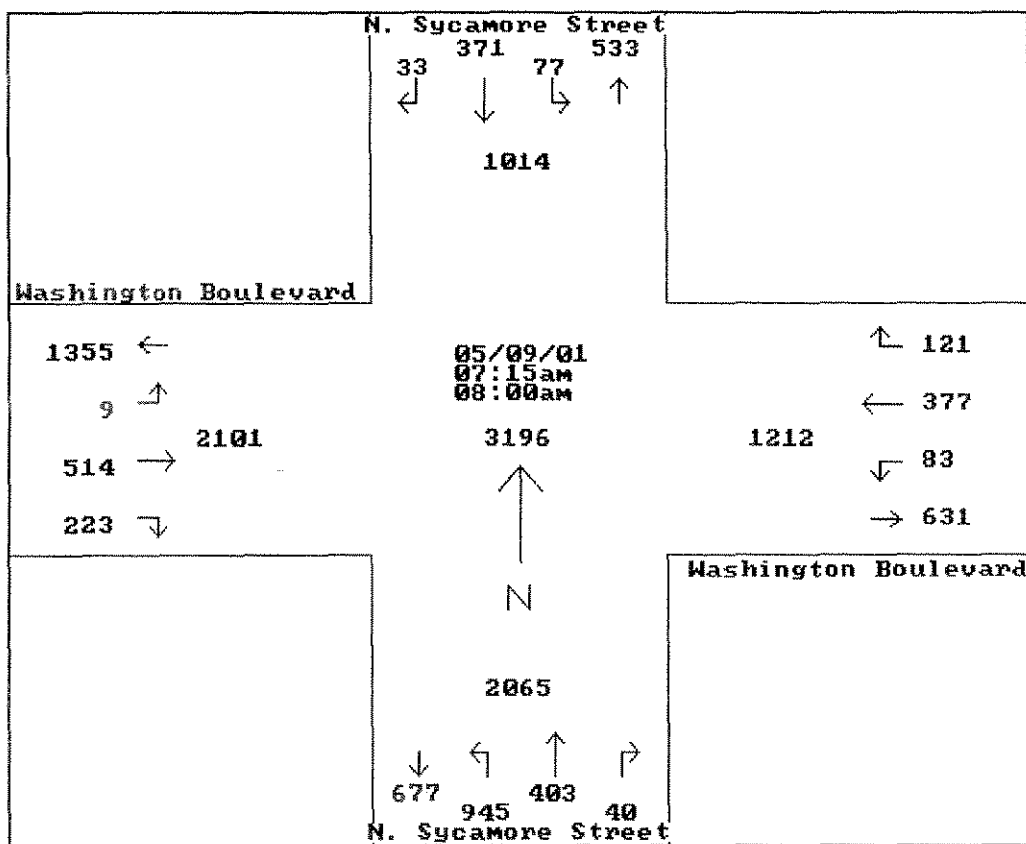 N. Sycamore Street
371 533
33 77
1014
Washington Boulevard
1355
05/09/01
121
07:15am
08:00am
9
377
2101
3196
1212
514
83
223
631
Washington Boulevard
N
2065
677 403
945 40
N. Sycamore Street